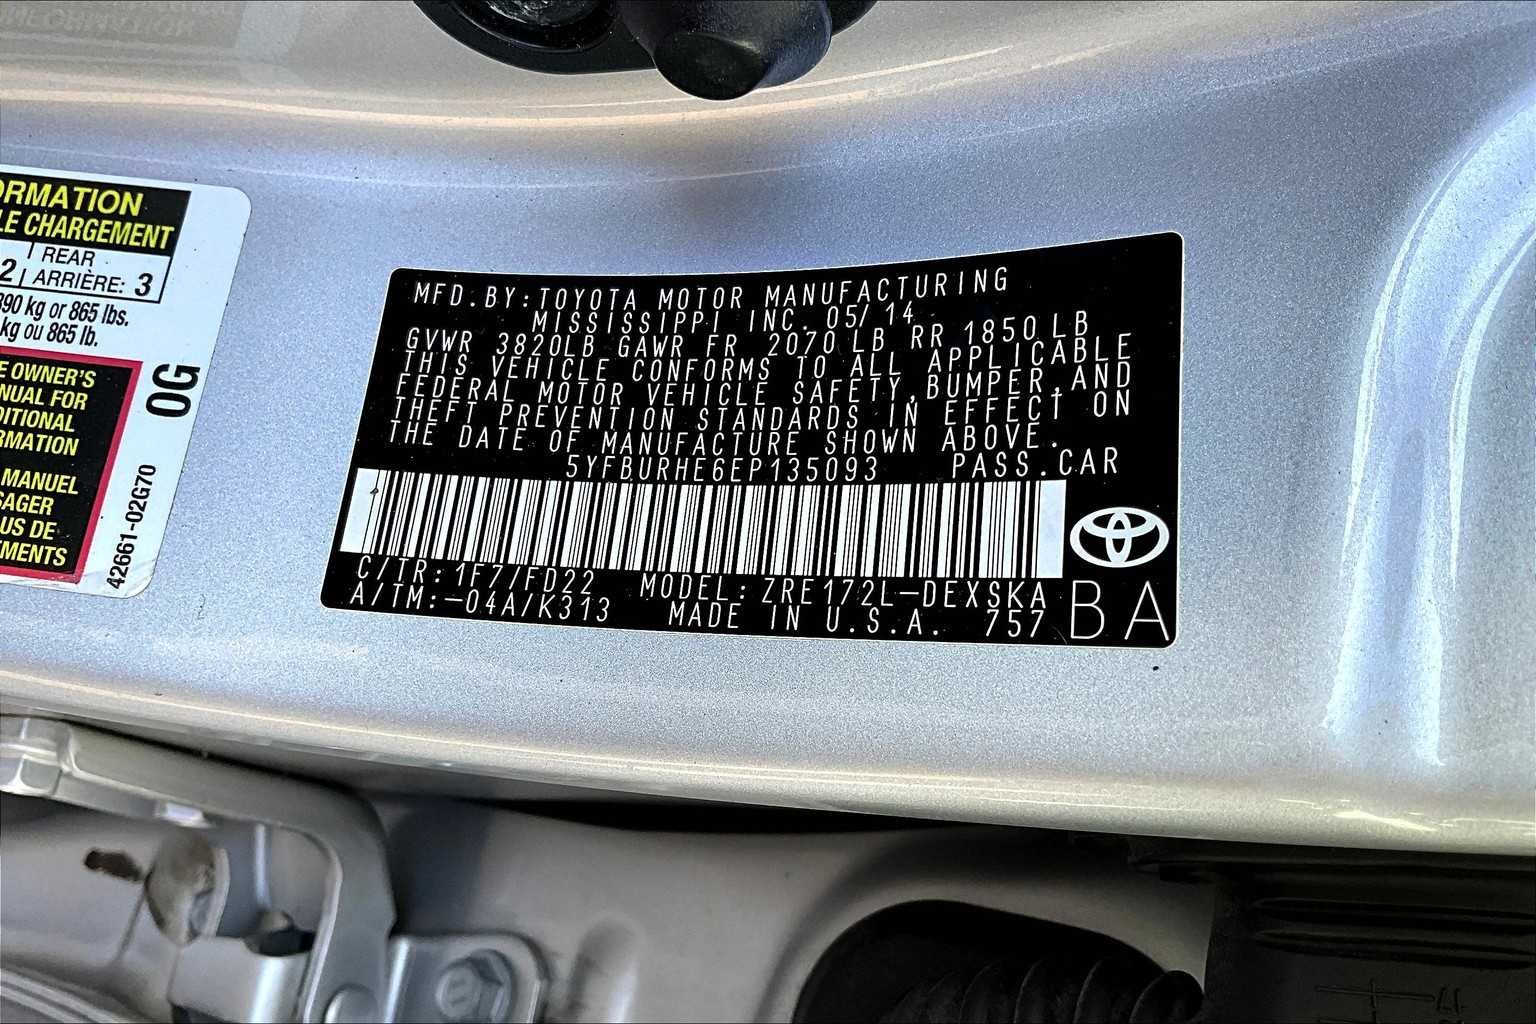 ORMATION
LE CHARGEMENT
2 REAR
ARRIÈRE: 3
390 kg or 865 lbs.
kg ou 865 lb.
E OWNER'S
NUAL FOR
DITIONAL
RMATION
MANUEL
SAGER
US DE
EMENTS
0G
42661-02G70
MFD.BY:TOYOTA MOTOR MANUFACTURING
MISSISSIPPI INC. 05/14
GVWR 3820LB GAWR FR 2070 LB RR 1850 LB
THIS VEHICLE CONFORMS TO ALL APPLICABLE
FEDERAL MOTOR VEHICLE SAFETY,BUMPER,AND
THEFT PREVENTION STANDARDS IN EFFECT ON
THE DATE OF MANUFACTURE SHOWN ABOVE.
5YFBURHE6EP135093 PASS.CAR
C/TR:1F7/FD22 MODEL:ZRE172L-DEXSKA
A/TM:-04A/K313 MADE IN U.S.A. 757
BA